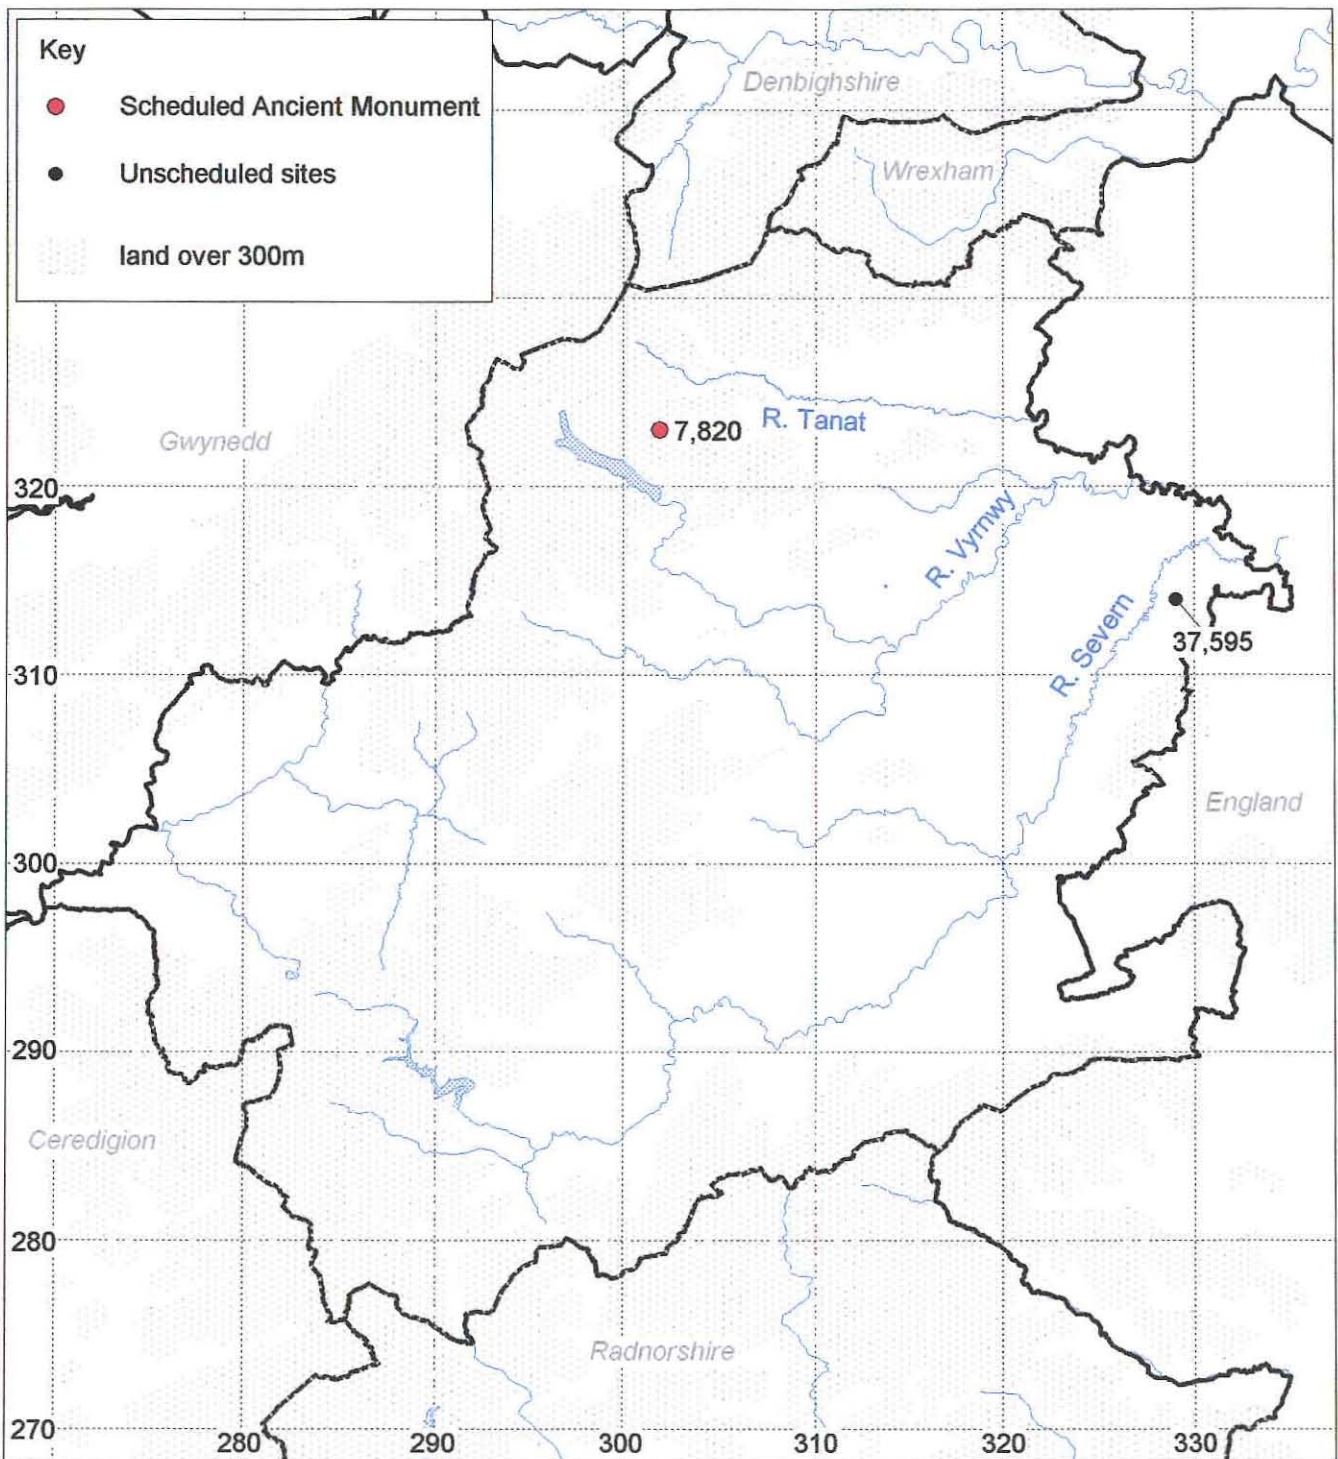 Key
Scheduled Ancient Monument
Unscheduled sites
land over 300m
Denbighshire
Wrexham
Gwynedd
7,820
R. Tanat
320
R. Vyrnwy
R. Severn
37,595
310
England
300
290
Ceredigion
280
Radnorshire
270
280
290
300
310
320
330